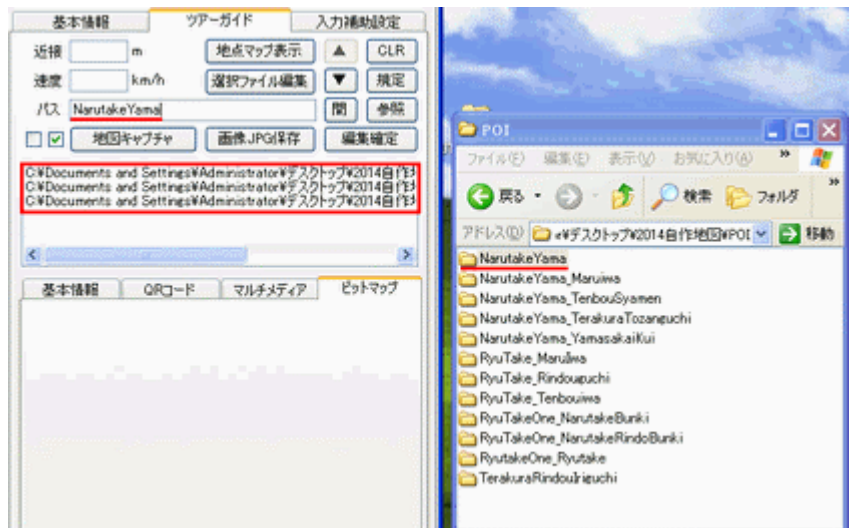 基本情報 ツアーガイド 入力補助設定
近接 m 地点マップ表示 ▲ CLR
速度 km/h 選択ファイル編集 ▼ 規定
パス NarutakeYama 開 参照
地図キャプチャ 画像JPG保存 編集確定
C:¥Documents and Settings¥Administrator¥デスクトップ¥2014自作
C:¥Documents and Settings¥Administrator¥デスクトップ¥2014自作
C:¥Documents and Settings¥Administrator¥デスクトップ¥2014自作
基本情報 QRコード マルチメディア ビットマップ
POI
ファイル(F) 編集(E) 表示(V) お気に入り(A) »
戻る 検索 フォルダ »
アドレス(D) e¥デスクトップ¥2014自作地図¥POI 移動
NarutakeYama
NarutakeYama_Maruiwa
NarutakeYama_TenbouSyamen
NarutakeYama_TerakuraTozanguchi
NarutakeYama_YamasakaiKui
RyuTake_MaruIwa
RyuTake_Rindouguchi
RyuTake_Tenbouiwa
RyuTakeOne_NarutakeBunki
RyuTakeOne_NarutakeRindoBunki
RyutakeOne_Ryutake
TerakuraRindouIriguchi